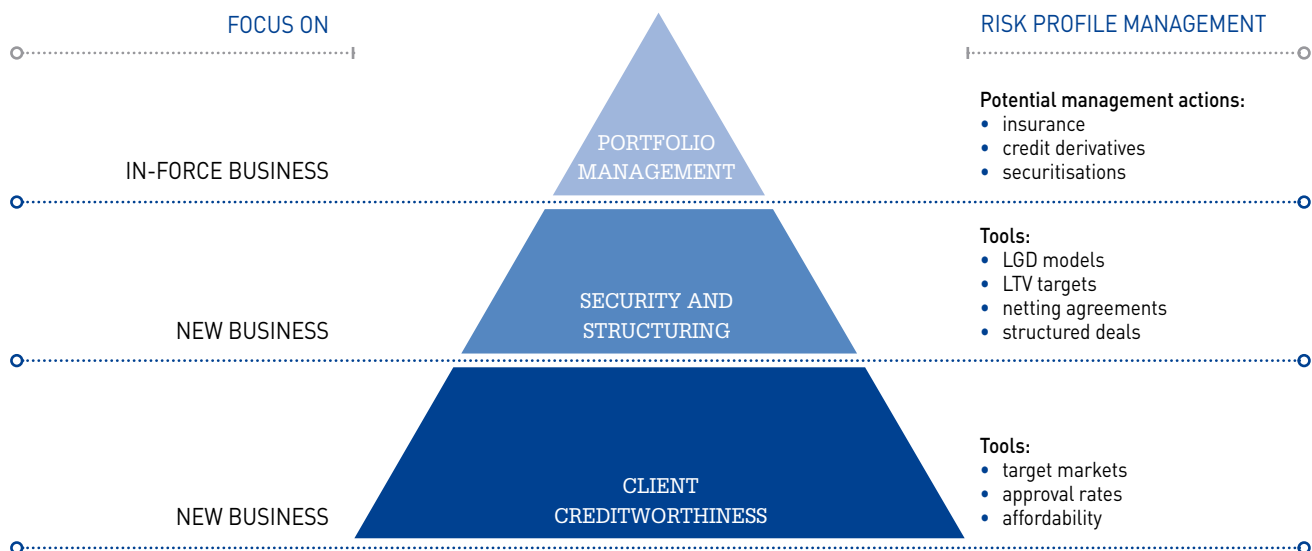 FOCUS ON
RISK PROFILE MANAGEMENT
IN-FORCE BUSINESS
PORTFOLIO
MANAGEMENT
Potential management actions:
• insurance
• credit derivatives
• securitisations
NEW BUSINESS
SECURITY AND
STRUCTURING
Tools:
• LGD models
• LTV targets
• netting agreements
• structured deals
NEW BUSINESS
CLIENT
CREDITWORTHINESS
Tools:
• target markets
• approval rates
• affordability